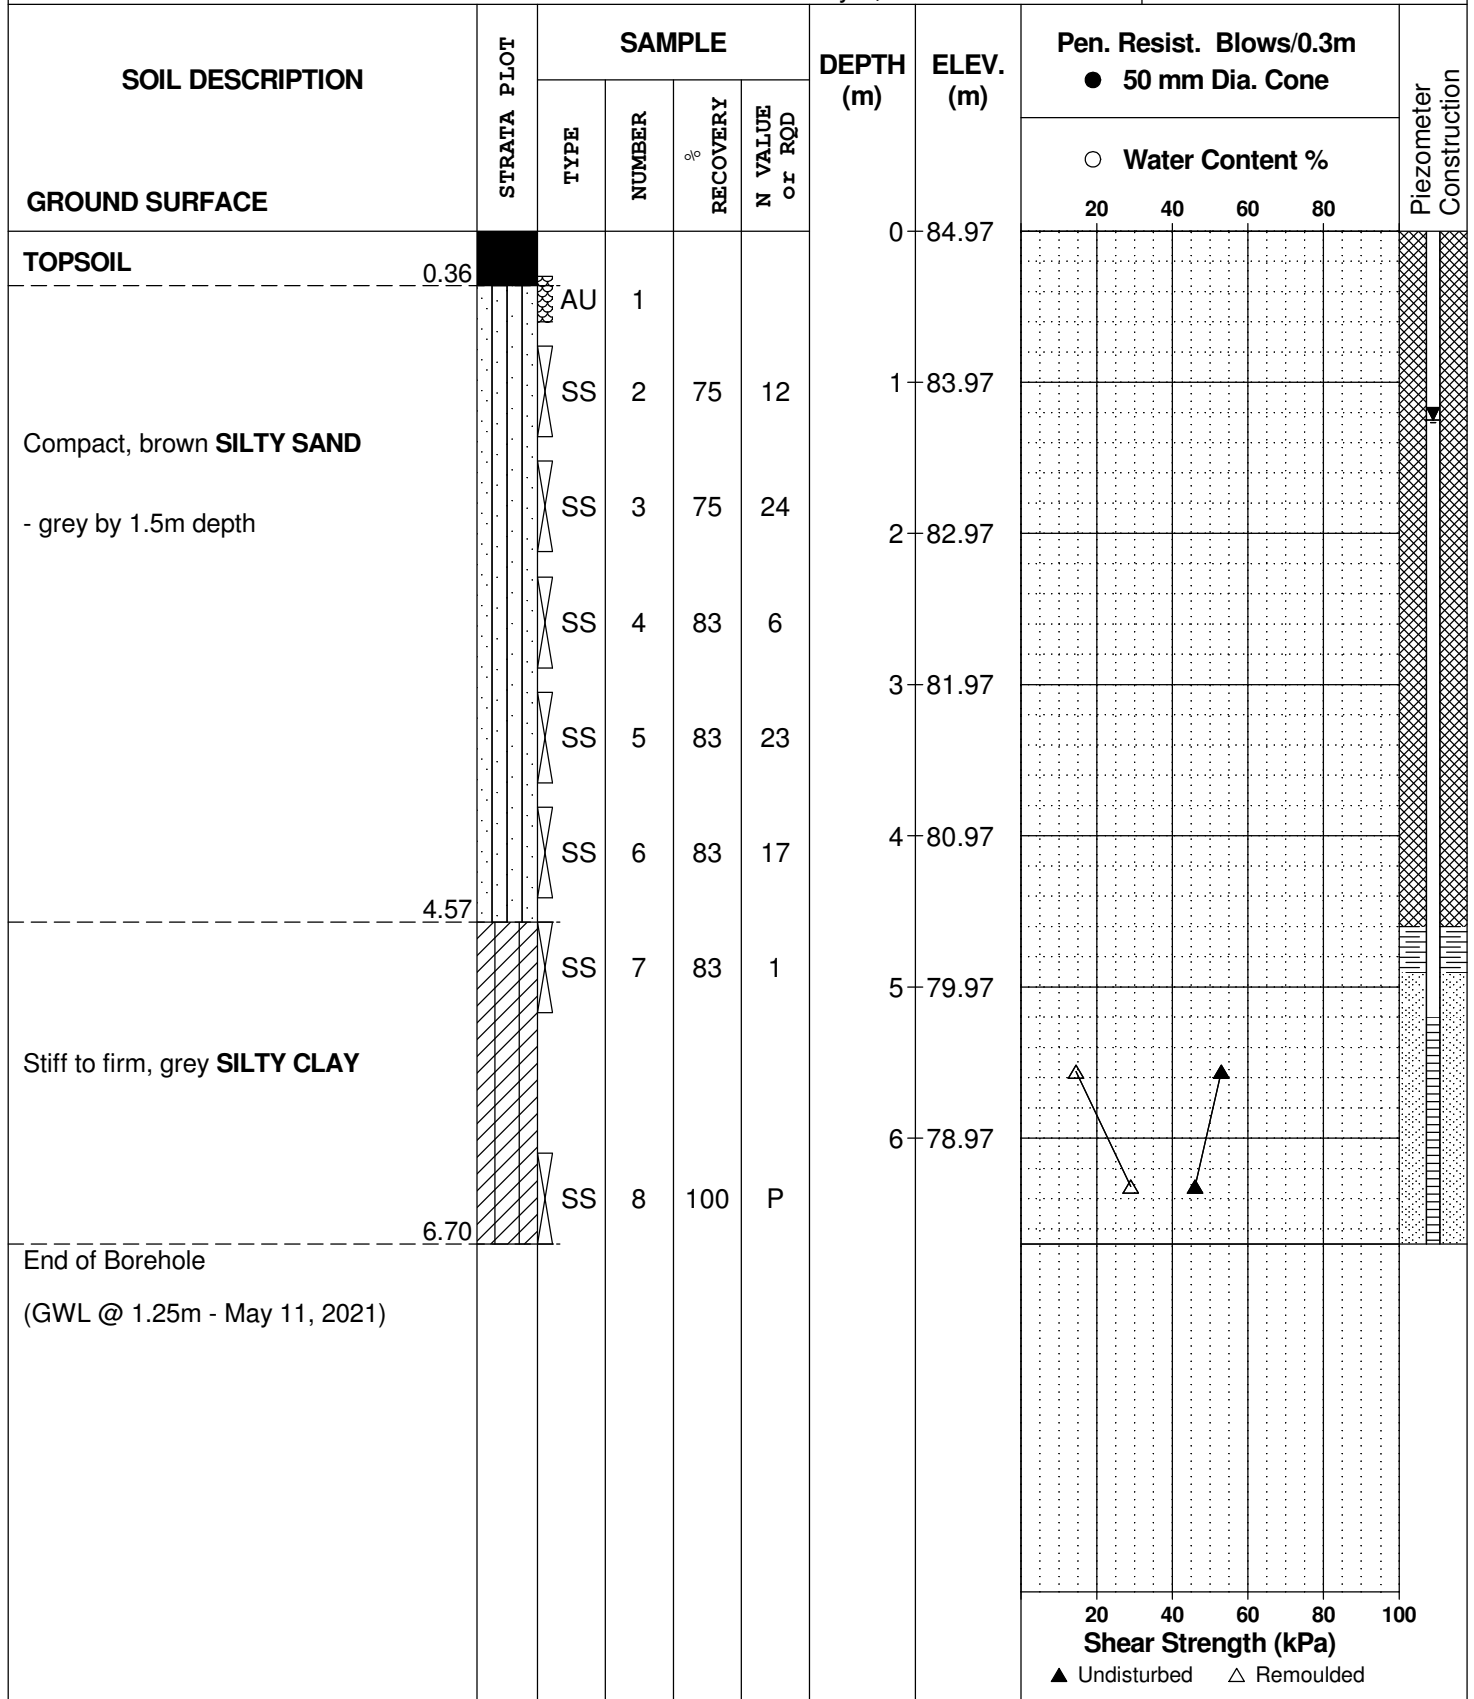 SOIL DESCRIPTION
GROUND SURFACE
STRATA PLOT
SAMPLE
TYPE
NUMBER
% RECOVERY
N VALUE or RQD
DEPTH (m)
ELEV. (m)
Pen. Resist. Blows/0.3m
● 50 mm Dia. Cone
○ Water Content %
20 40 60 80
Piezometer Construction
0 84.97
TOPSOIL
0.36
AU 1
SS 2 75 12
1 83.97
Compact, brown SILTY SAND
SS 3 75 24
- grey by 1.5m depth
2 82.97
SS 4 83 6
3 81.97
SS 5 83 23
4 80.97
SS 6 83 17
4.57
SS 7 83 1
5 79.97
Stiff to firm, grey SILTY CLAY
6 78.97
SS 8 100 P
6.70
End of Borehole
(GWL @ 1.25m - May 11, 2021)
20 40 60 80 100
Shear Strength (kPa)
▲ Undisturbed △ Remoulded